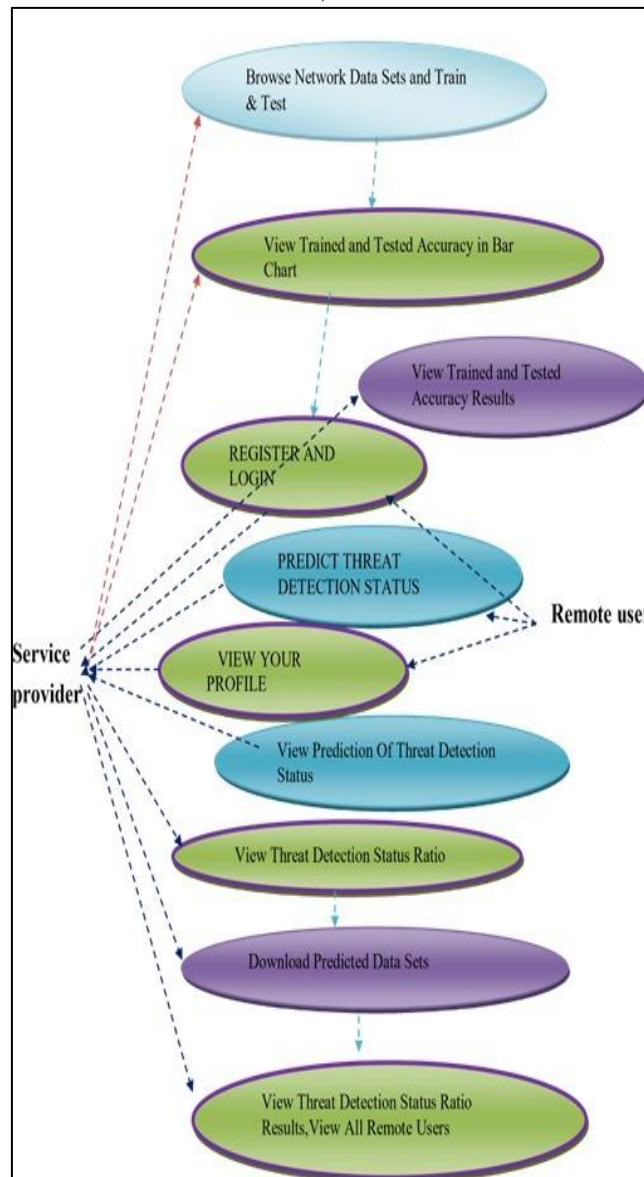 Browse Network Data Sets and Train
& Test
View Trained and Tested Accuracy in Bar
Chart
View Trained and Tested
Accuracy Results
REGISTER AND
LOGIN
PREDICT THREAT
DETECTION STATUS
Remote user
Service
provider
VIEW YOUR
PROFILE
View Prediction Of Threat Detection
Status
View Threat Detection Status Ratio
Download Predicted Data Sets
View Threat Detection Status Ratio
Results,View All Remote Users